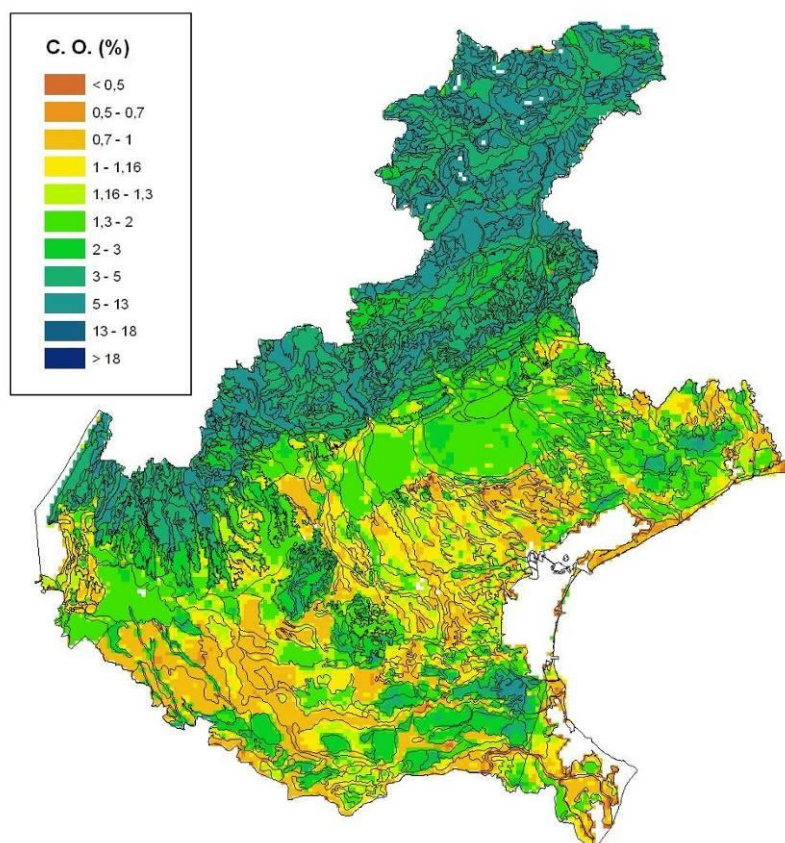 C. O. (%)
< 0,5
0,5 - 0,7
0,7 - 1
1 - 1,16
1,16 - 1,3
1,3 - 2
2 - 3
3 - 5
5 - 13
13 - 18
> 18